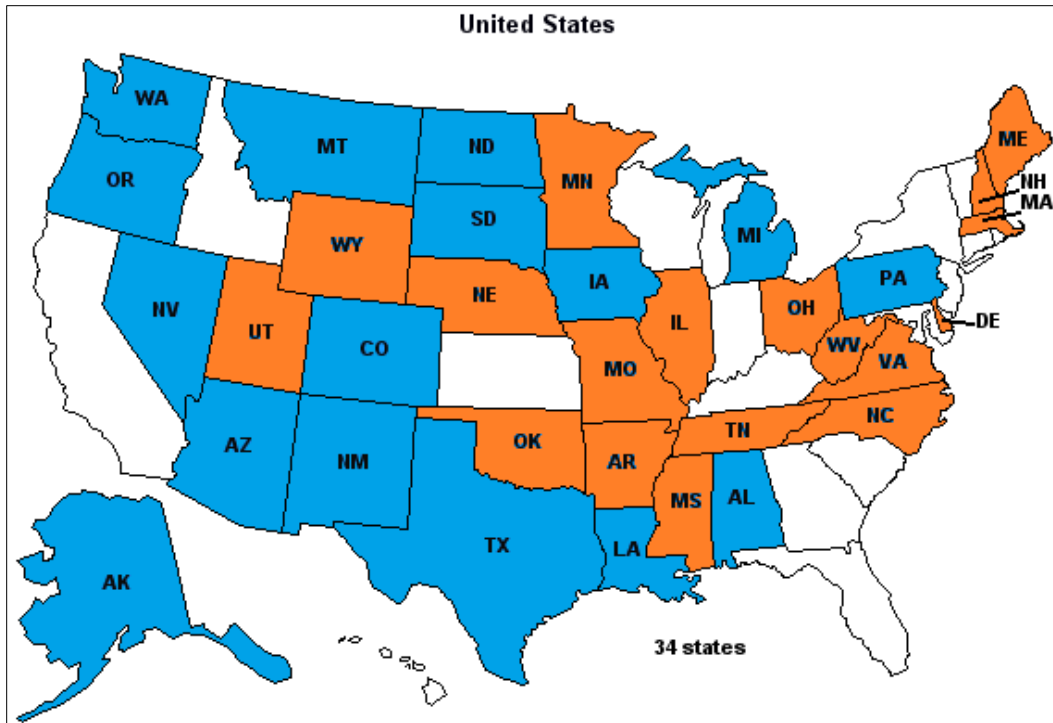 United States
WA
MT
ND
MN
ME
OR
NH
MA
SD
MI
WY
PA
IA
NE
NV
IL
OH
DE
UT
CO
WV
VA
MO
NC
TN
OK
AZ
NM
AR
MS
AL
TX
LA
AK
34 states